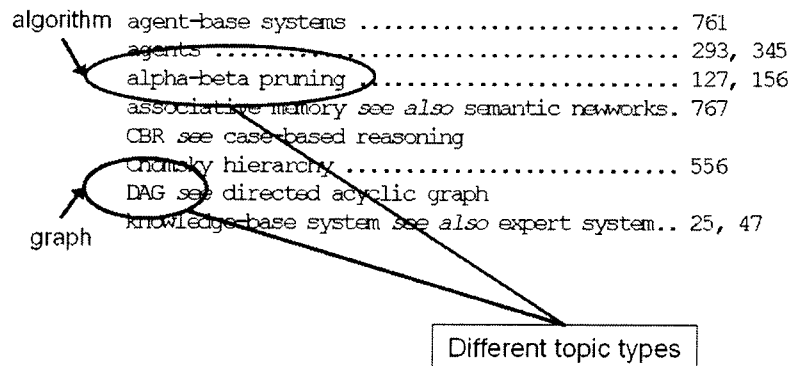 algorithm
agent-base systems .............................. 761
agents .......................................... 293, 345
alpha-beta pruning .............................. 127, 156
associative memory see also semantic newworks. 767
CBR see case-based reasoning
Chomsky hierarchy ............................... 556
DAG see directed acyclic graph
knowledge-base system see also expert system.. 25, 47
graph
Different topic types